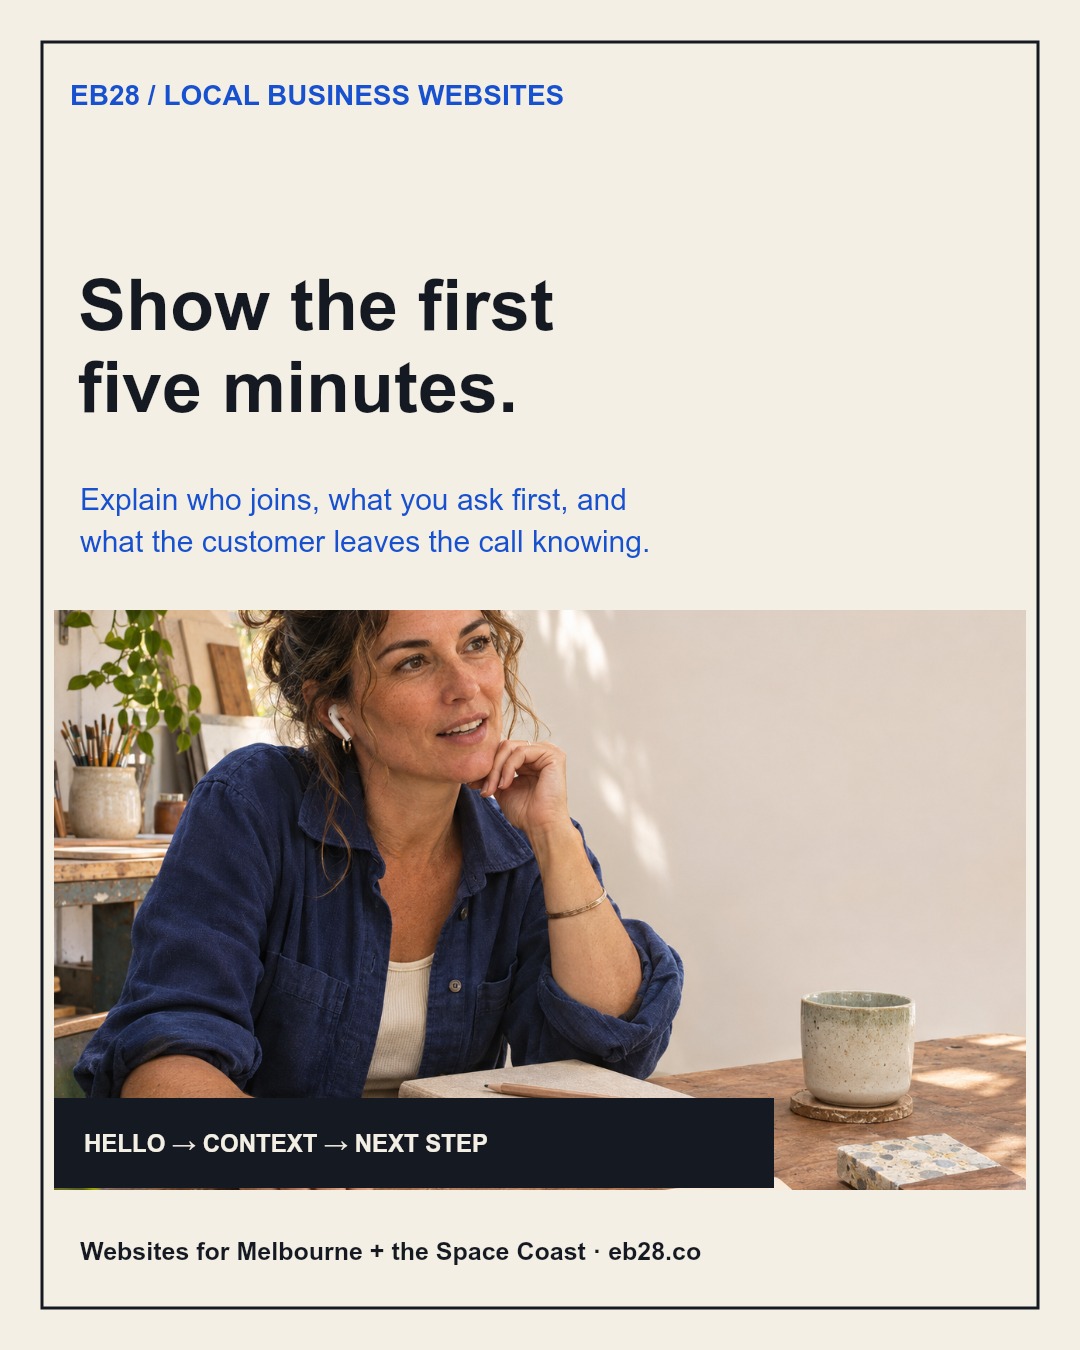 EB28 / LOCAL BUSINESS WEBSITES
Show the first
five minutes.
Explain who joins, what you ask first, and
what the customer leaves the call knowing.
HELLO → CONTEXT → NEXT STEP
Websites for Melbourne + the Space Coast · eb28.co